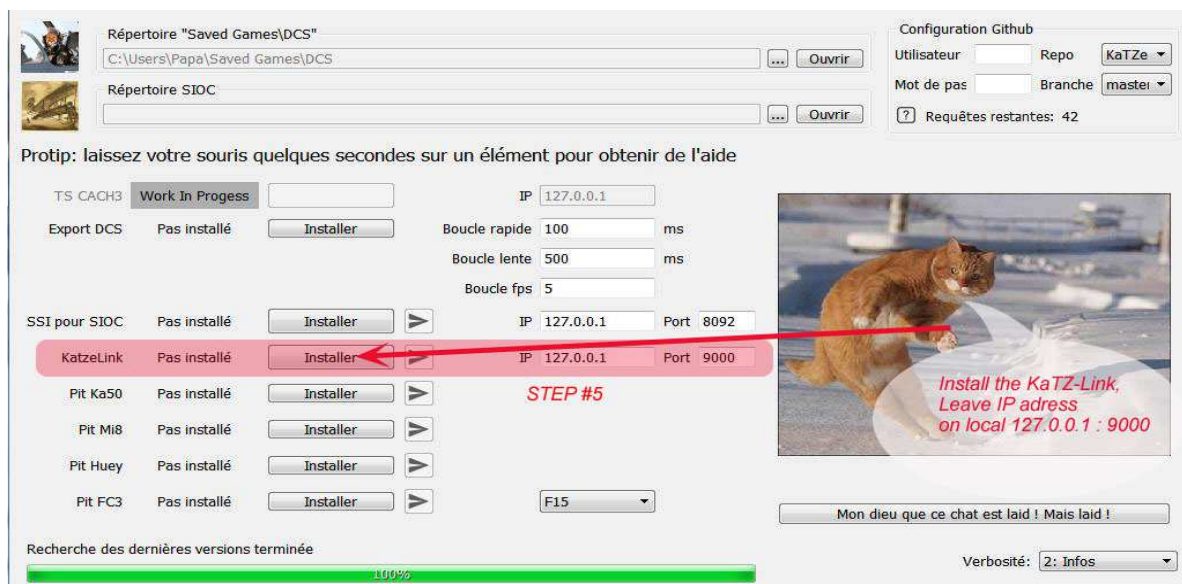 Répertoire "Saved Games\DCS"
C:\Users\Papa\Saved Games\DCS
... Ouvrir
Répertoire SIOC
... Ouvrir
Configuration Github
Utilisateur Repo KaTZe
Mot de pas Branche master
? Requêtes restantes: 42
Protip: laissez votre souris quelques secondes sur un élément pour obtenir de l'aide
TS CACH3 Work In Progess IP 127.0.0.1
Export DCS Pas installé Installer Boucle rapide 100 ms
Boucle lente 500 ms
Boucle fps 5
SSI pour SIOC Pas installé Installer IP 127.0.0.1 Port 8092
KatzeLink Pas installé Installer IP 127.0.0.1 Port 9000
Pit Ka50 Pas installé Installer STEP #5
Pit Mi8 Pas installé Installer
Pit Huey Pas installé Installer
Pit FC3 Pas installé Installer F15
Install the KaTZ-Link,
Leave IP adress
on local 127.0.0.1 : 9000
Mon dieu que ce chat est laid ! Mais laid !
Recherche des dernières versions terminée
100%
Verbosité: 2: Infos